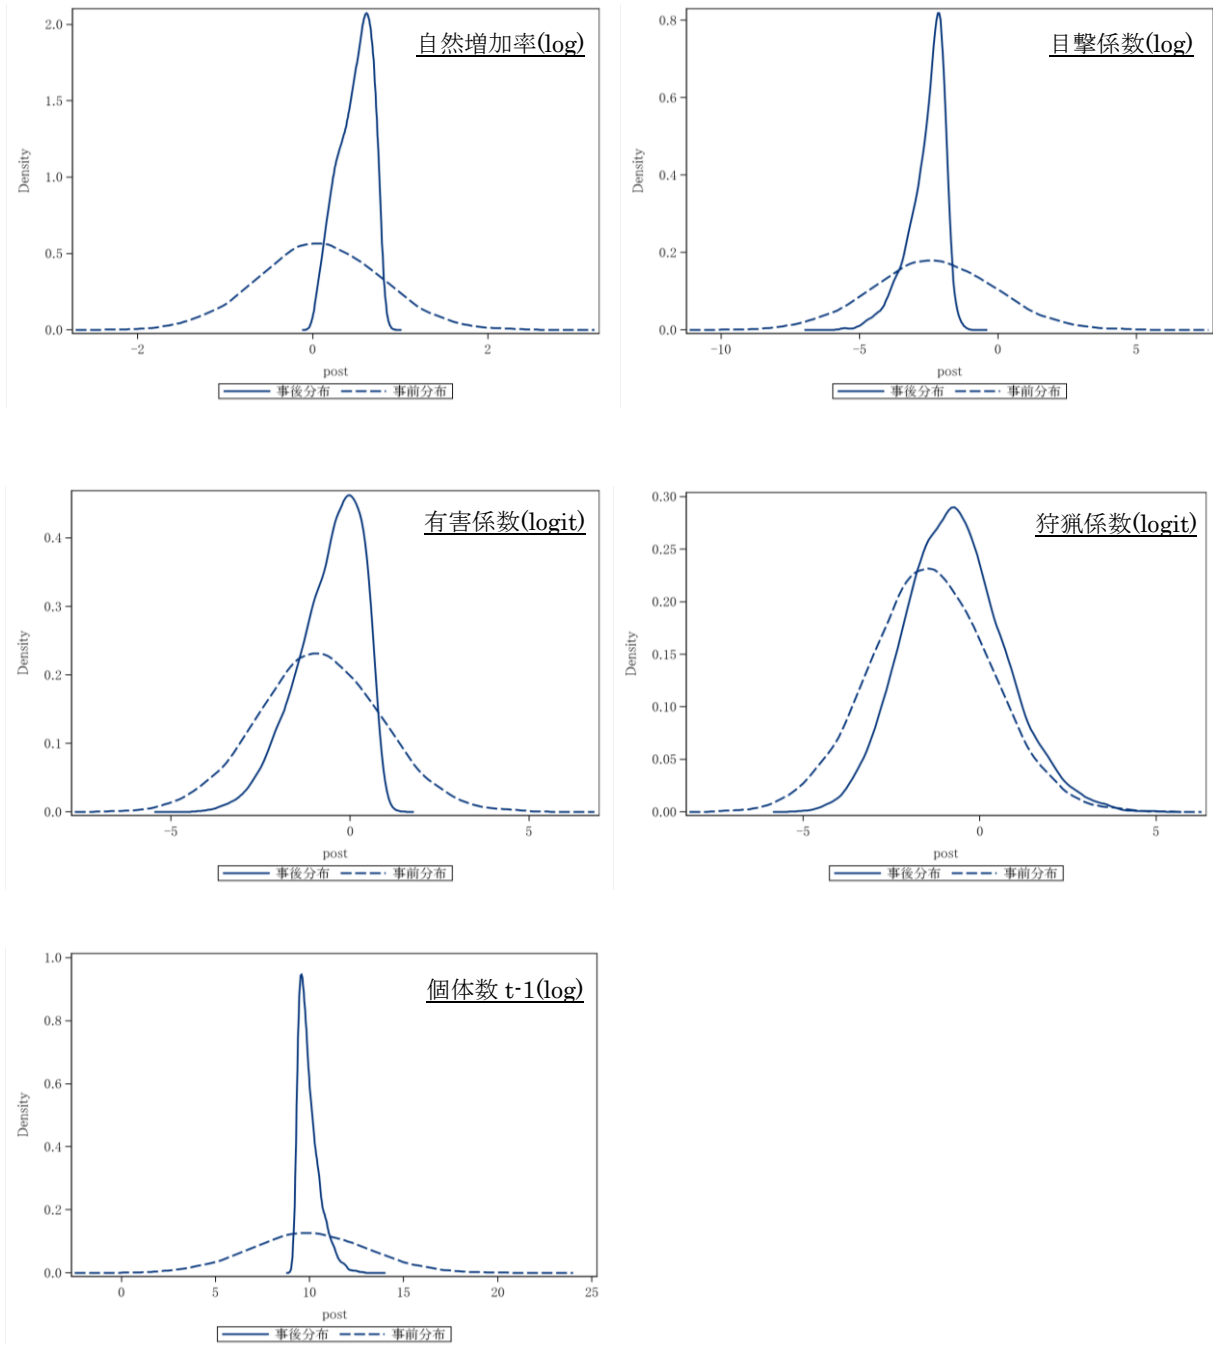 自然増加率(log)
2.0
1.5
1.0
0.5
0.0
Density
-2
0
2
post
事後分布 事前分布
目撃係数(log)
0.8
0.6
0.4
0.2
0.0
Density
-10
-5
0
5
post
事後分布 事前分布
有害係数(logit)
0.4
0.3
0.2
0.1
0.0
Density
-5
0
5
post
事後分布 事前分布
狩猟係数(logit)
0.30
0.25
0.20
0.15
0.10
0.05
0.00
Density
-5
0
5
post
事後分布 事前分布
個体数 t-1(log)
1.0
0.8
0.6
0.4
0.2
0.0
Density
0
5
10
15
20
25
post
事後分布 事前分布